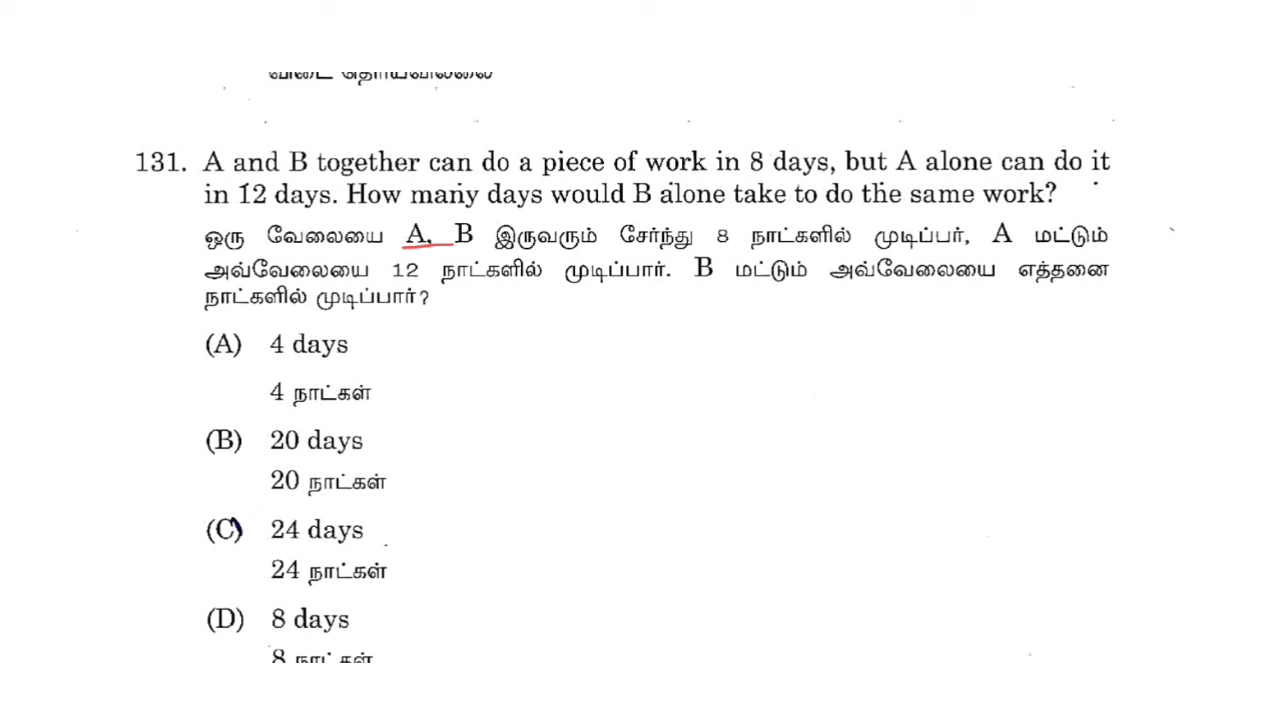 விடை தெரியவில்லை
131. A and B together can do a piece of work in 8 days, but A alone can do it
in 12 days. How many days would B alone take to do the same work?
ஒரு வேலையை A, B இருவரும் சேர்ந்து 8 நாட்களில் முடிப்பர், A மட்டும்
அவ்வேலையை 12 நாட்களில் முடிப்பார். B மட்டும் அவ்வேலையை எத்தனை
நாட்களில் முடிப்பார்?
(A) 4 days
4 நாட்கள்
(B) 20 days
20 நாட்கள்
(C) 24 days
24 நாட்கள்
(D) 8 days
8 நாட்கள்